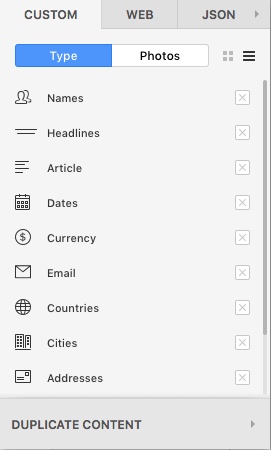 CUSTOM WEB JSON
Type Photos
Names
Headlines
Article
Dates
Currency
Email
Countries
Cities
Addresses
DUPLICATE CONTENT